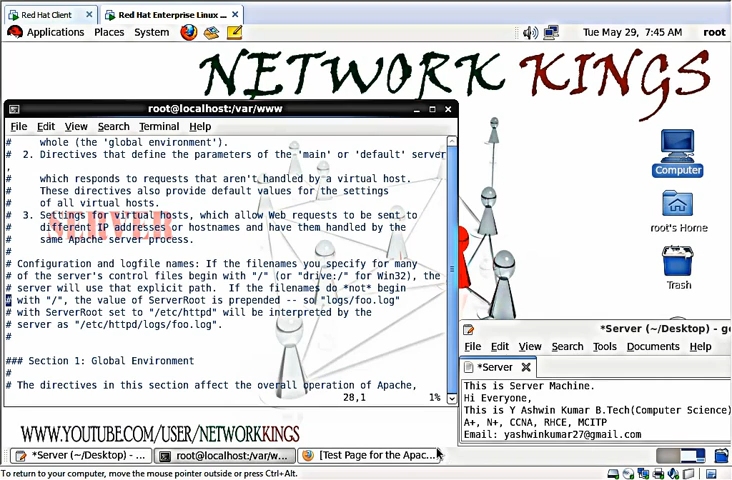 Red Hat Client
Red Hat Enterprise Linux ...
Applications Places System
Tue May 29, 7:45 AM root
NETWORK KINGS
root@localhost:/var/www
File Edit View Search Terminal Help
# whole (the 'global environment').
# 2. Directives that define the parameters of the 'main' or 'default' server
,
# which responds to requests that aren't handled by a virtual host.
# These directives also provide default values for the settings
# of all virtual hosts.
# 3. Settings for virtual hosts, which allow Web requests to be sent to
# different IP addresses or hostnames and have them handled by the
# same Apache server process.
#
# Configuration and logfile names: If the filenames you specify for many
# of the server's control files begin with "/" (or "drive:/" for Win32), the
# server will use that explicit path. If the filenames do *not* begin
# with "/", the value of ServerRoot is prepended -- so "logs/foo.log"
# with ServerRoot set to "/etc/httpd" will be interpreted by the
# server as "/etc/httpd/logs/foo.log".
#
### Section 1: Global Environment
#
# The directives in this section affect the overall operation of Apache,
28,1 1%
SERVER
Computer
root's Home
Trash
*Server (~/Desktop) - ge
File Edit View Search Tools Documents Help
*Server
This is Server Machine.
Hi Everyone,
This is Y Ashwin Kumar B.Tech(Computer Science)
A+, N+, CCNA, RHCE, MCITP
Email: yashwinkumar27@gmail.com
WWW.YOUTUBE.COM/USER/NETWORKKINGS
*Server (~/Desktop) - ...
root@localhost:/var/w...
[Test Page for the Apac...
To return to your computer, move the mouse pointer outside or press Ctrl+Alt.